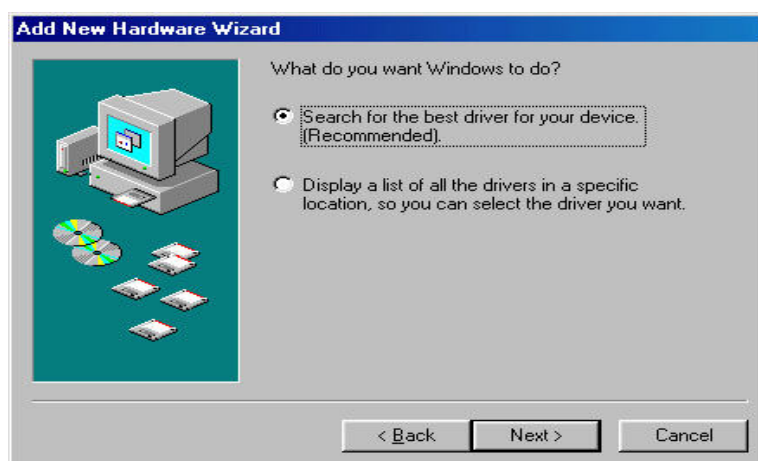 Add New Hardware Wizard
What do you want Windows to do?
Search for the best driver for your device.
(Recommended).
Display a list of all the drivers in a specific
location, so you can select the driver you want.
< Back
Next >
Cancel